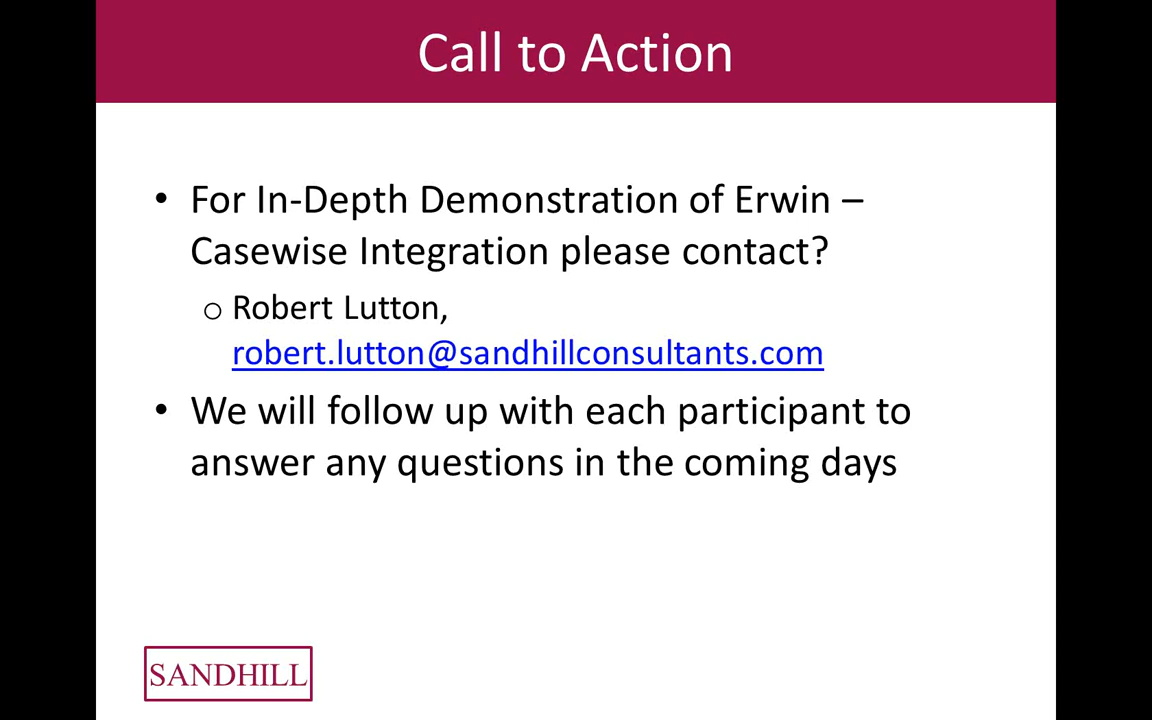 Call to Action
• For In-Depth Demonstration of Erwin –
Casewise Integration please contact?
o Robert Lutton,
robert.lutton@sandhillconsultants.com
• We will follow up with each participant to
answer any questions in the coming days
SANDHILL